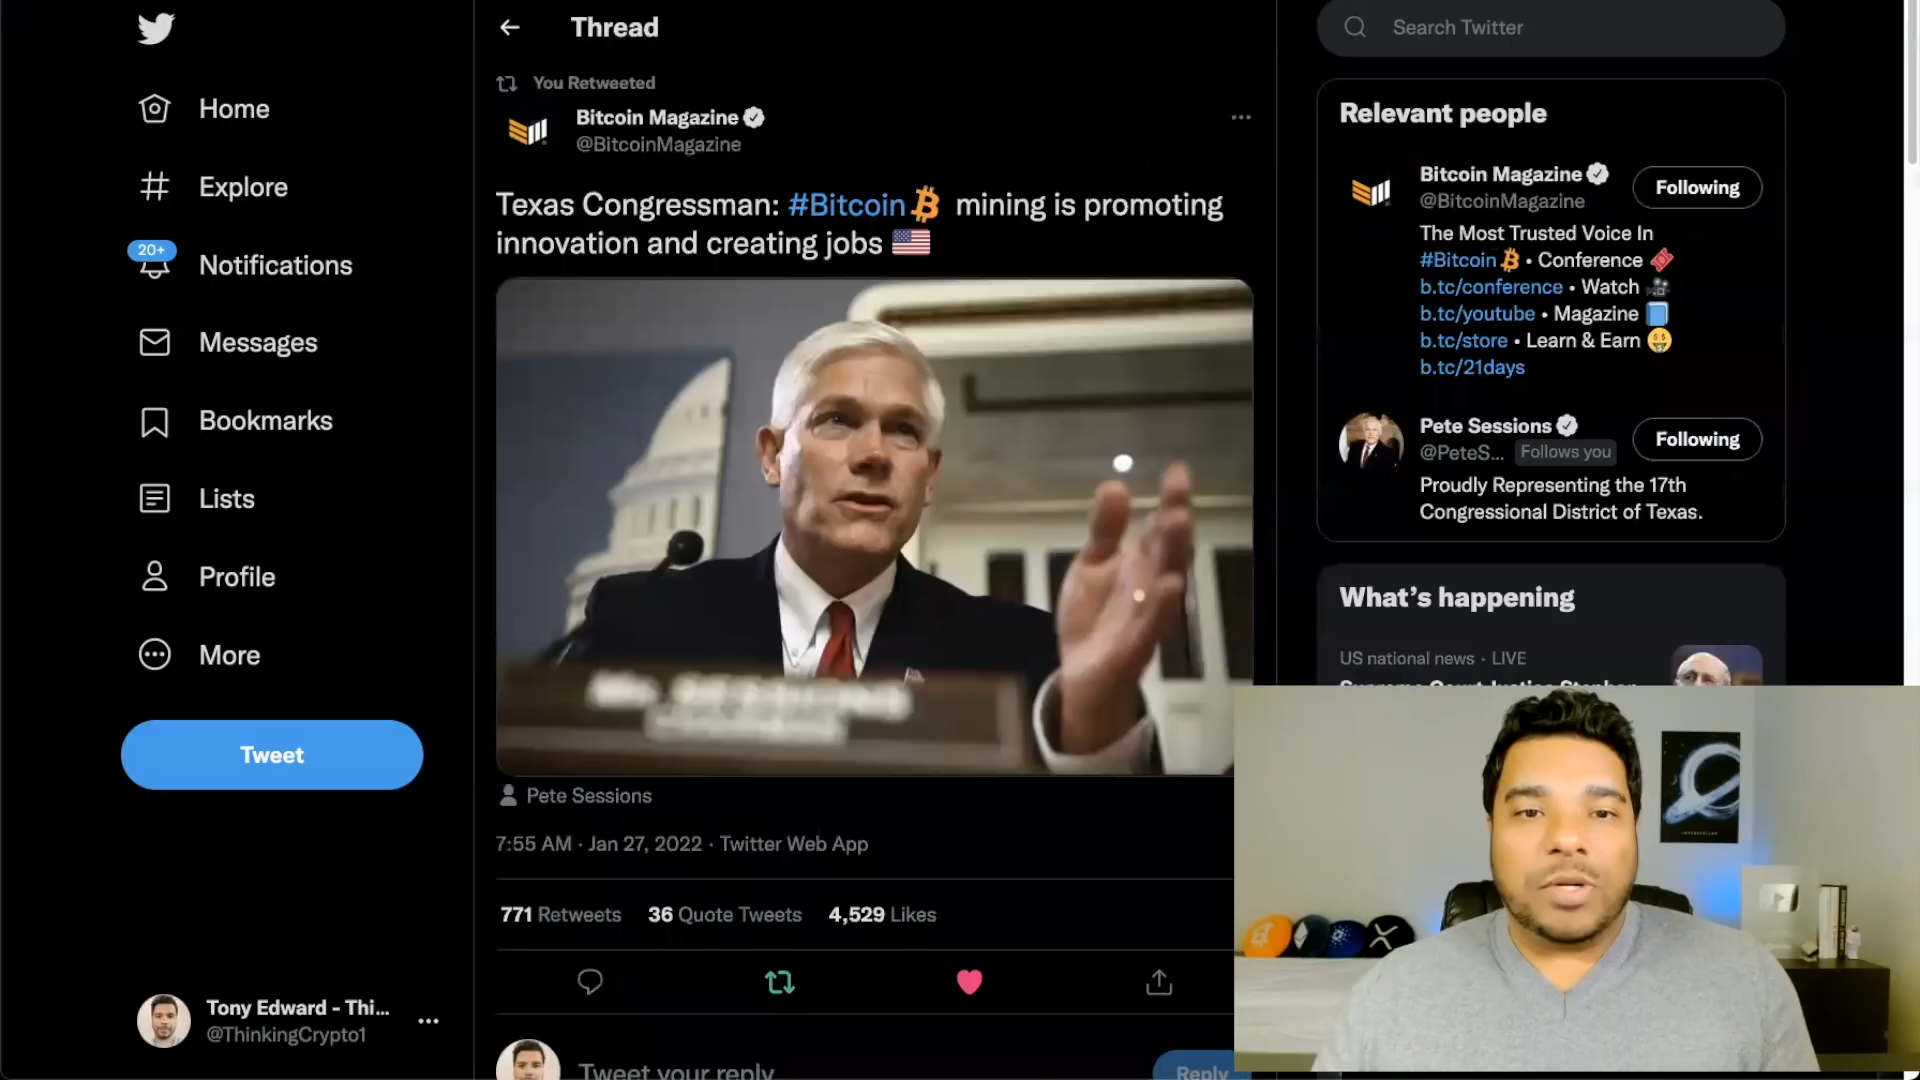 Home
Explore
20+
Notifications
Messages
Bookmarks
Lists
Profile
More
Tweet
Tony Edward - Thi...
@ThinkingCrypto1
Thread
You Retweeted
Bitcoin Magazine
@BitcoinMagazine
Texas Congressman: #Bitcoin mining is promoting
innovation and creating jobs
Pete Sessions
7:55 AM · Jan 27, 2022 · Twitter Web App
771 Retweets 36 Quote Tweets 4,529 Likes
Tweet your reply
Reply
Search Twitter
Relevant people
Bitcoin Magazine
@BitcoinMagazine
Following
The Most Trusted Voice In
#Bitcoin • Conference
b.tc/conference • Watch
b.tc/youtube • Magazine
b.tc/store • Learn & Earn
b.tc/21days
Pete Sessions
@PeteS... Follows you
Following
Proudly Representing the 17th
Congressional District of Texas.
What's happening
US national news · LIVE
Supreme Court Justice Stephen